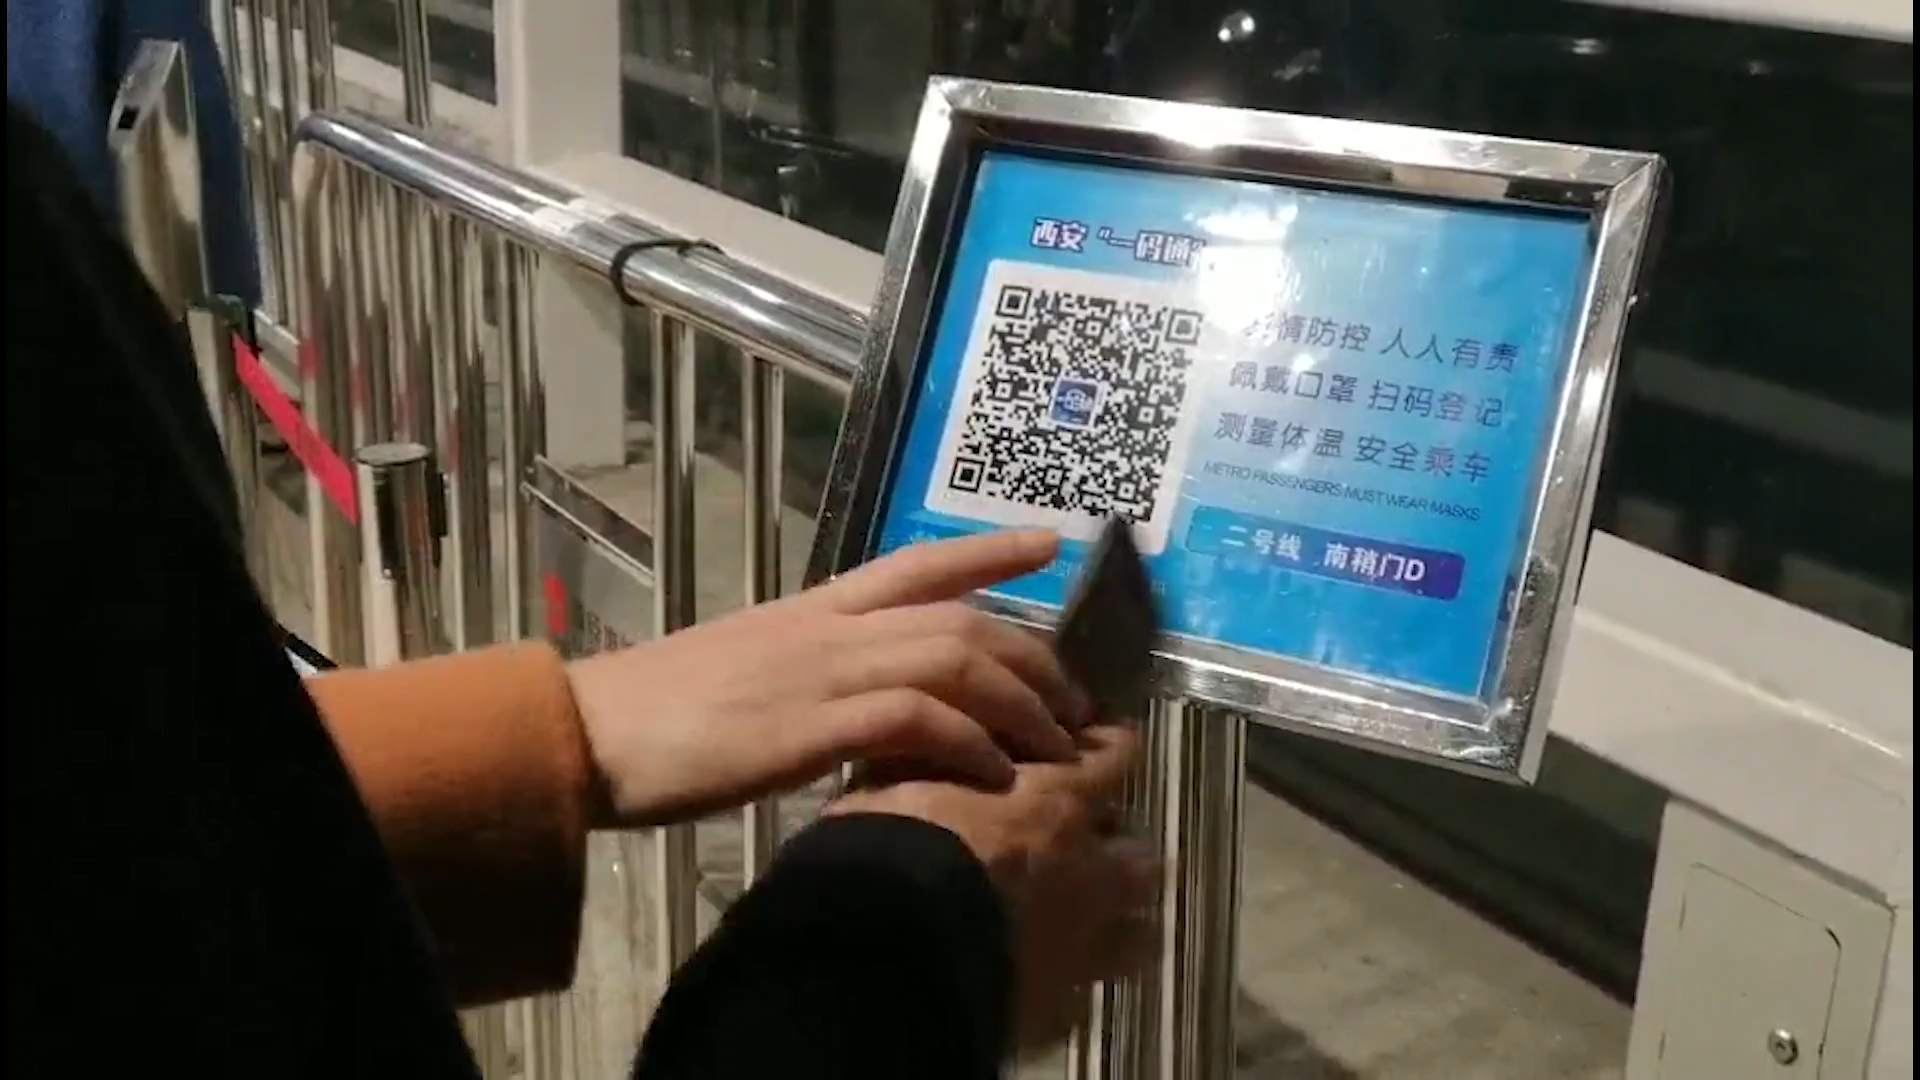 西安“一码通”
情防控 人人有责
佩戴口罩 扫码登记
测量体温 安全乘车
METRO PASSENGERS MUST WEAR MASKS
二号线 南稍门D